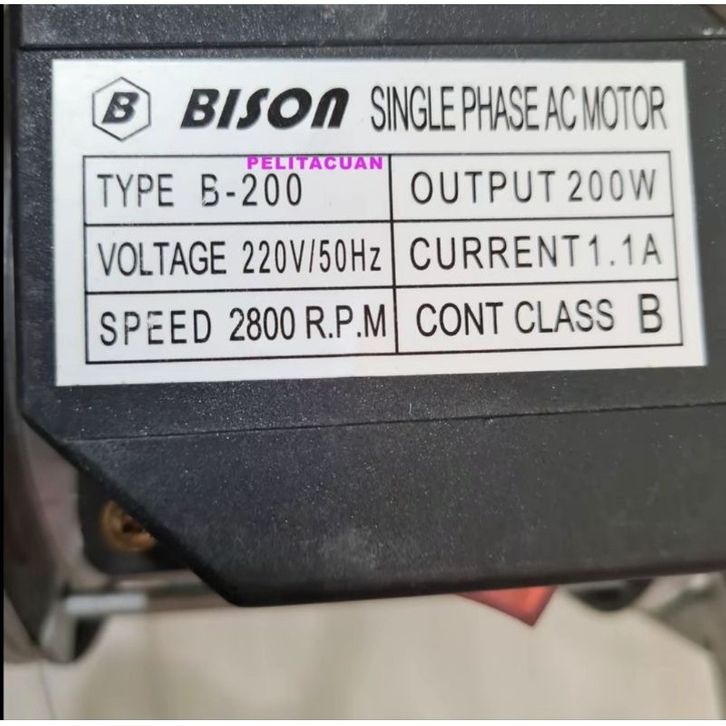 B BISON SINGLE PHASE AC MOTOR
PELITACUAN
TYPE B-200 OUTPUT 200W
VOLTAGE 220V/50Hz CURRENT 1.1A
SPEED 2800 R.P.M CONT CLASS B